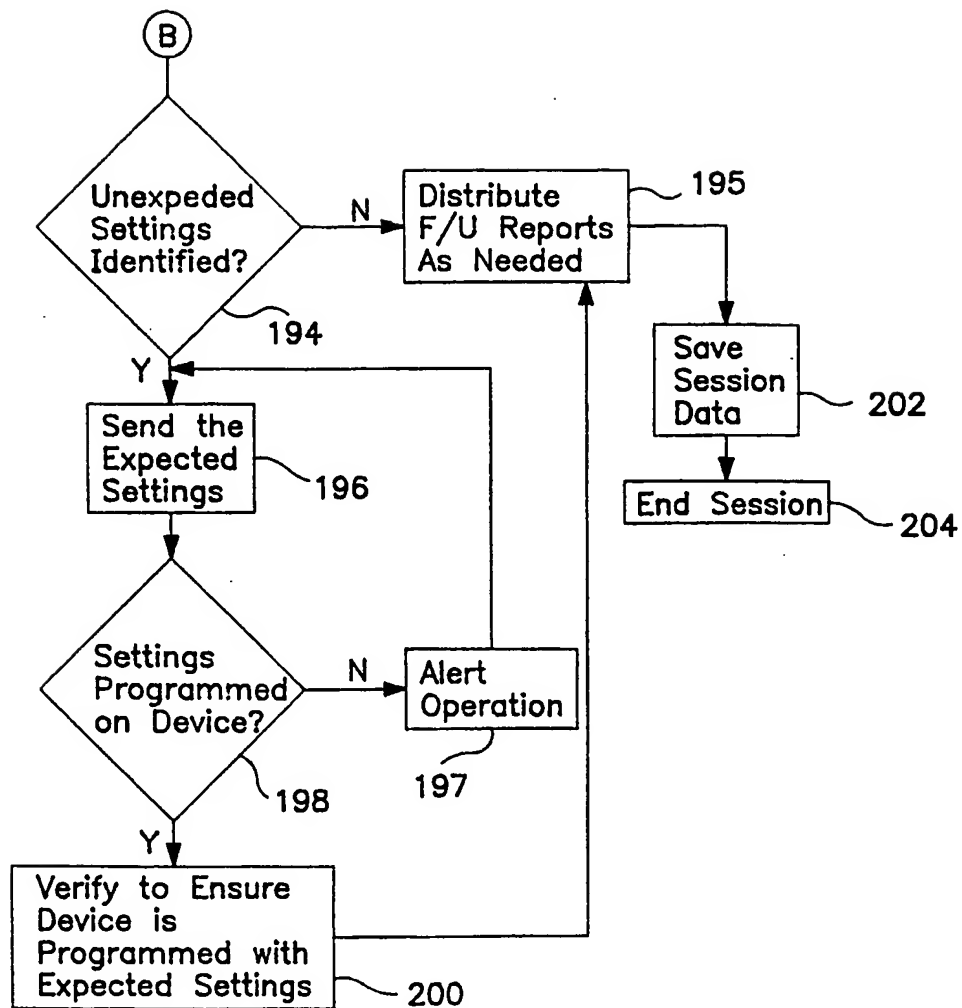 B
Unexpeded
Settings
Identified?
194
N
Distribute
F/U Reports
As Needed
195
Y
Send the
Expected
Settings
196
Save
Session
Data
202
End Session
204
Settings
Programmed
on Device?
198
N
Alert
Operation
197
Y
Verify to Ensure
Device is
Programmed with
Expected Settings
200